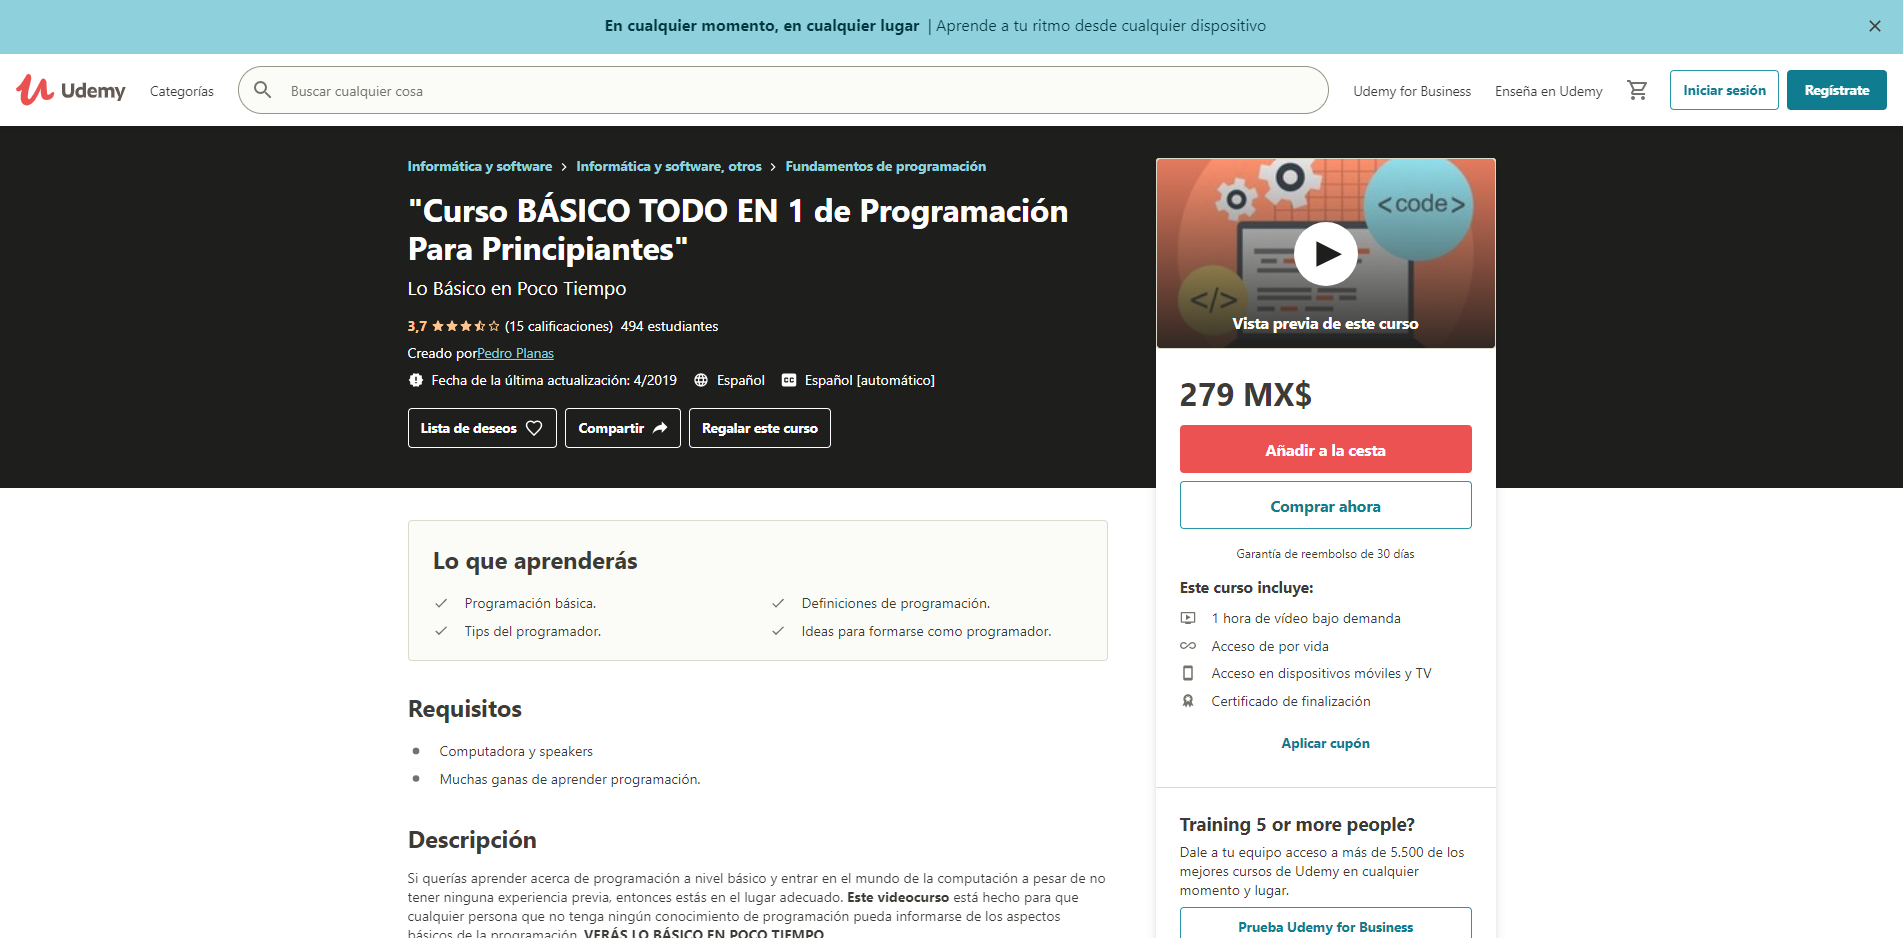 En cualquier momento, en cualquier lugar | Aprende a tu ritmo desde cualquier dispositivo
Udemy
Categorías
Buscar cualquier cosa
Udemy for Business
Enseña en Udemy
Iniciar sesión
Regístrate
Informática y software > Informática y software, otros > Fundamentos de programación
"Curso BÁSICO TODO EN 1 de Programación
Para Principiantes"
Lo Básico en Poco Tiempo
3,7 (15 calificaciones) 494 estudiantes
Creado porPedro Planas
Fecha de la última actualización: 4/2019 Español CC Español [automático]
Lista de deseos
Compartir
Regalar este curso
<code>
</>
Vista previa de este curso
279 MX$
Añadir a la cesta
Comprar ahora
Garantía de reembolso de 30 días
Este curso incluye:
1 hora de vídeo bajo demanda
Acceso de por vida
Acceso en dispositivos móviles y TV
Certificado de finalización
Aplicar cupón
Training 5 or more people?
Dale a tu equipo acceso a más de 5.500 de los
mejores cursos de Udemy en cualquier
momento y lugar.
Prueba Udemy for Business
Lo que aprenderás
Programación básica.
Definiciones de programación.
Tips del programador.
Ideas para formarse como programador.
Requisitos
Computadora y speakers
Muchas ganas de aprender programación.
Descripción
Si querías aprender acerca de programación a nivel básico y entrar en el mundo de la computación a pesar de no
tener ninguna experiencia previa, entonces estás en el lugar adecuado. Este videocurso está hecho para que
cualquier persona que no tenga ningún conocimiento de programación pueda informarse de los aspectos
básicos de la programación. VERÁS LO BÁSICO EN POCO TIEMPO